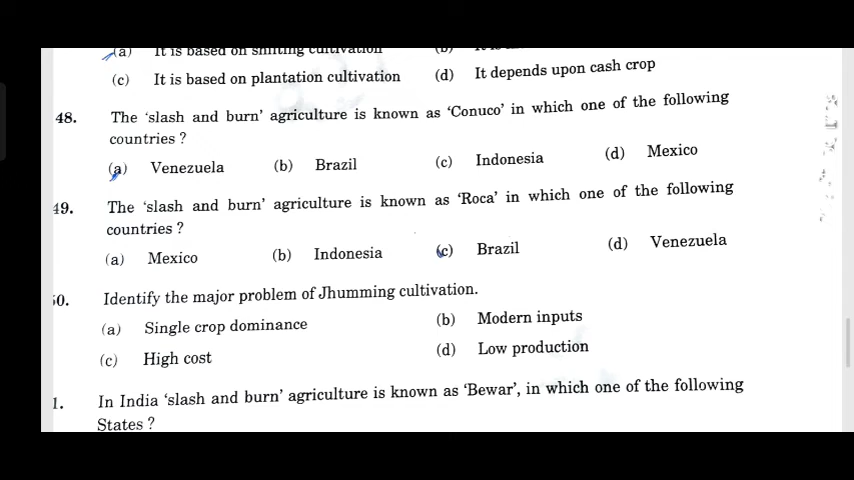 (a) It is based on shifting cultivation (b)
(c) It is based on plantation cultivation (d) It depends upon cash crop
48. The 'slash and burn' agriculture is known as 'Conuco' in which one of the following
countries ?
(a) Venezuela (b) Brazil (c) Indonesia (d) Mexico
49. The 'slash and burn' agriculture is known as 'Roca' in which one of the following
countries ?
(a) Mexico (b) Indonesia (c) Brazil (d) Venezuela
50. Identify the major problem of Jhumming cultivation.
(a) Single crop dominance (b) Modern inputs
(c) High cost (d) Low production
1. In India 'slash and burn' agriculture is known as 'Bewar', in which one of the following
States ?